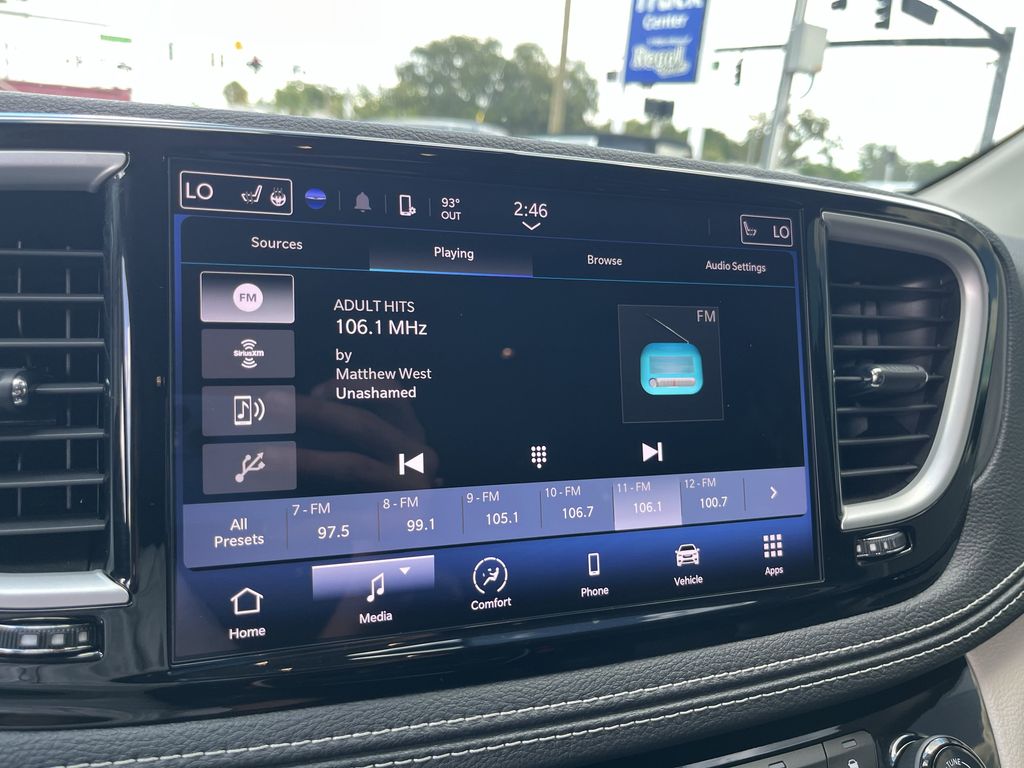 Truck
Center
Regal
LO
93°
OUT
2:46
LO
Sources
Playing
Browse
Audio Settings
FM
SiriusXM
ADULT HITS
106.1 MHz
by
Matthew West
Unashamed
FM
All
Presets
7 - FM
97.5
8 - FM
99.1
9 - FM
105.1
10 - FM
106.7
11 - FM
106.1
12 - FM
100.7
Home
Media
Comfort
Phone
Vehicle
Apps
TUNE